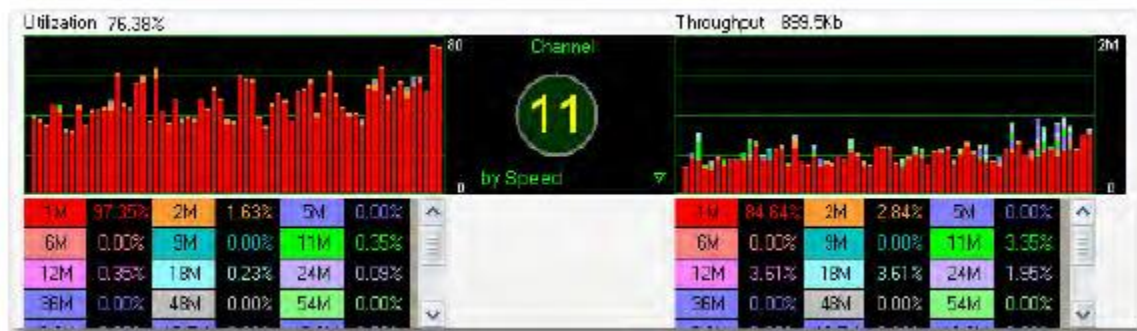 Utilization 76.38%
Throughput 899.5Kb
80
Channel
2M
11
0
by Speed
0
1M 97.35% 2M 1.63% 5M 0.00%
1M 84.64% 2M 2.84% 5M 0.00%
6M 0.00% 9M 0.00% 11M 0.35%
6M 0.00% 9M 0.00% 11M 3.35%
12M 0.35% 18M 0.23% 24M 0.09%
12M 3.61% 18M 3.61% 24M 1.95%
36M 0.00% 48M 0.00% 54M 0.00%
36M 0.00% 48M 0.00% 54M 0.00%